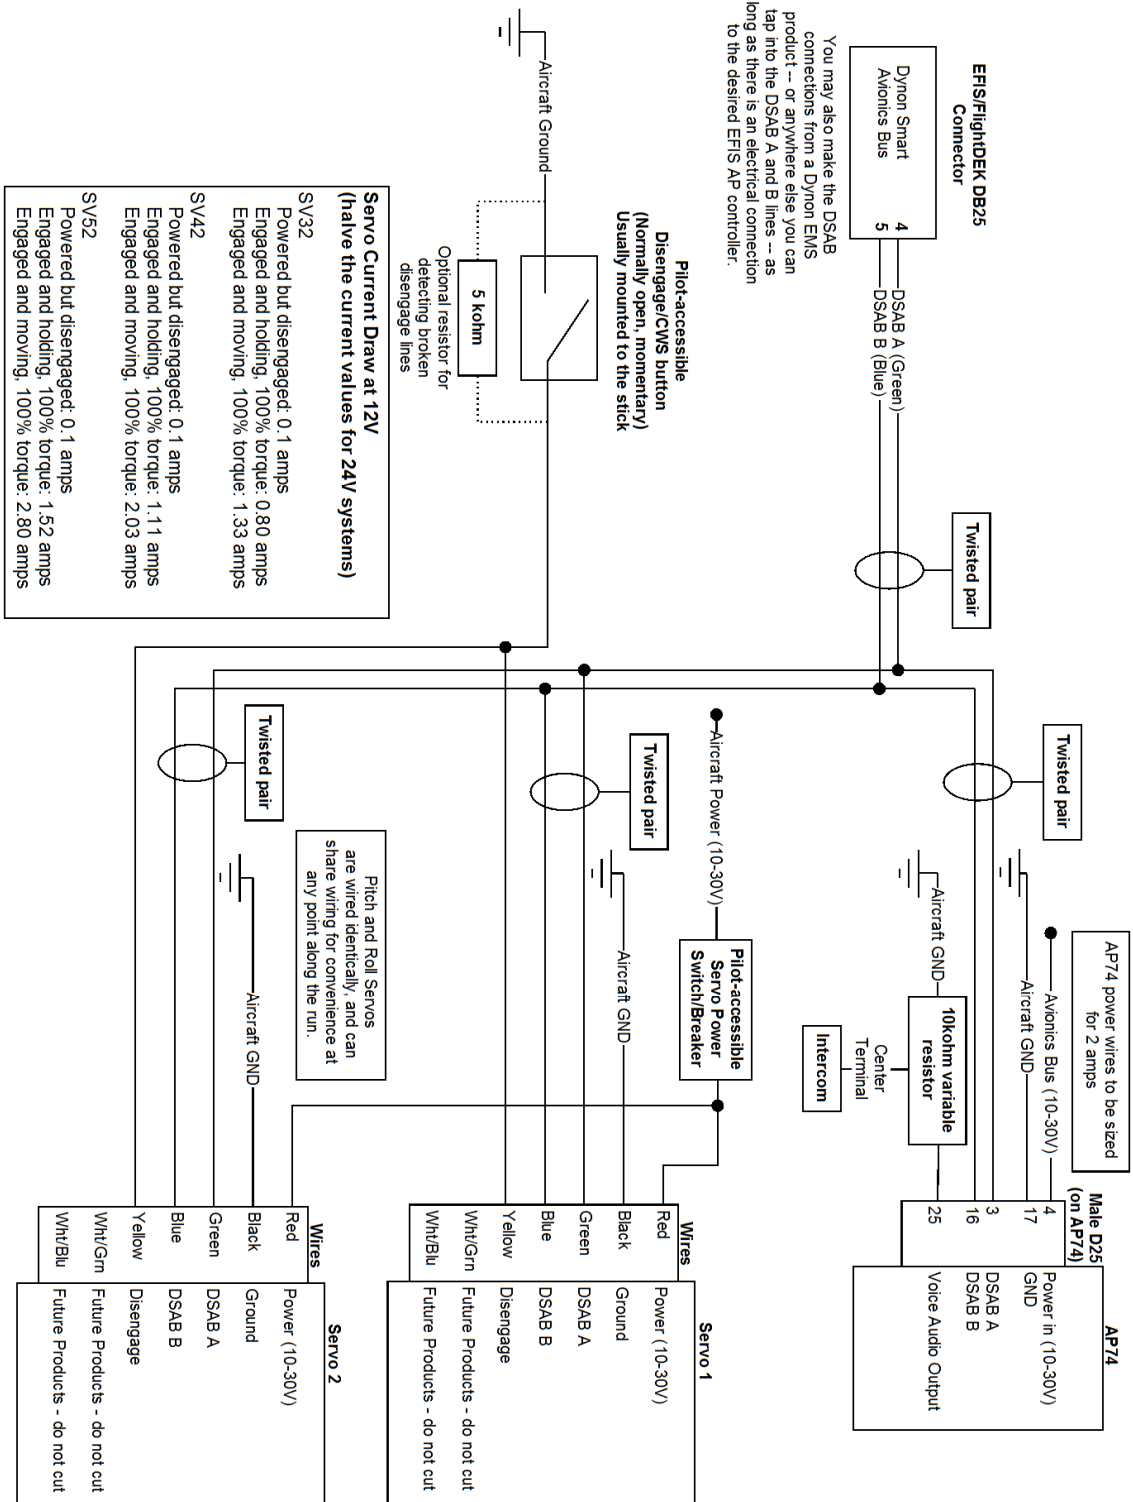 EFIS/FlightDEK DB25
Connector
Dynon Smart
Avionics Bus
4
5
DSAB A (Green)
DSAB B (Blue)
You may also make the DSAB
connections from a Dynon EMS
product -- or anywhere else you can
tap into the DSAB A and B lines -- as
long as there is an electrical connection
to the desired EFIS AP controller.
Twisted pair
Twisted pair
AP74 power wires to be sized
for 2 amps
Avionics Bus (10-30V)
Aircraft GND
Aircraft GND
10kohm variable
resistor
Center
Terminal
Intercom
Male D25
(on AP74)
4
17
3
16
25
AP74
Power in (10-30V)
GND
DSAB A
DSAB B
Voice Audio Output
Pilot-accessible
Disengage/CWS button
(Normally open, momentary)
Usually mounted to the stick
Aircraft Ground
5 kohm
Optional resistor for
detecting broken
disengage lines
Aircraft Power (10-30V)
Pilot-accessible
Servo Power
Switch/Breaker
Twisted pair
Aircraft GND
Wires
Red
Black
Green
Blue
Yellow
Wht/Grn
Wht/Blu
Servo 1
Power (10-30V)
Ground
DSAB A
DSAB B
Disengage
Future Products - do not cut
Future Products - do not cut
Servo Current Draw at 12V
(halve the current values for 24V systems)
SV32
Powered but disengaged: 0.1 amps
Engaged and holding, 100% torque: 0.80 amps
Engaged and moving, 100% torque: 1.33 amps
SV42
Powered but disengaged: 0.1 amps
Engaged and holding, 100% torque: 1.11 amps
Engaged and moving, 100% torque: 2.03 amps
SV52
Powered but disengaged: 0.1 amps
Engaged and holding, 100% torque: 1.52 amps
Engaged and moving, 100% torque: 2.80 amps
Pitch and Roll Servos
are wired identically, and can
share wiring for convenience at
any point along the run.
Twisted pair
Aircraft GND
Wires
Red
Black
Green
Blue
Yellow
Wht/Grn
Wht/Blu
Servo 2
Power (10-30V)
Ground
DSAB A
DSAB B
Disengage
Future Products - do not cut
Future Products - do not cut